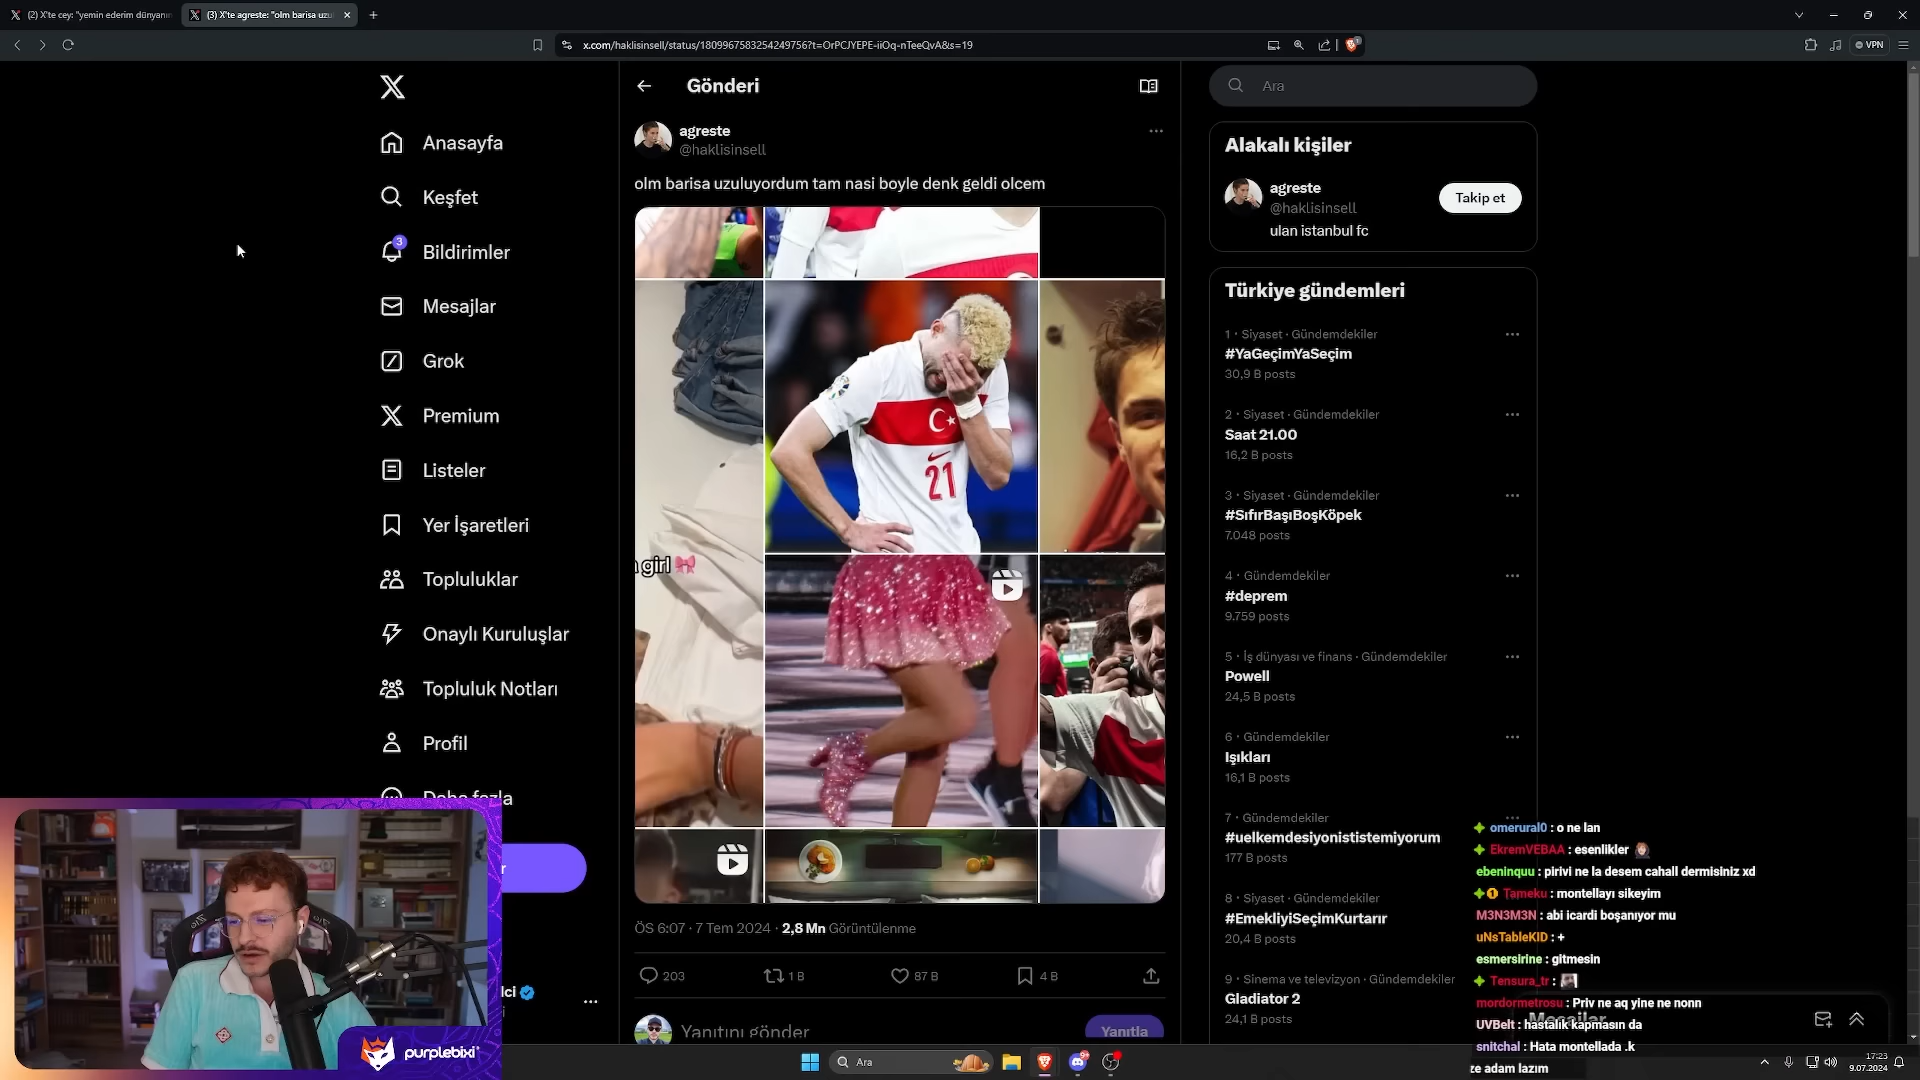 (2) X'te cey: "yemin ederim dünyanın
(3) X'te agreste: "olm barisa uzu
x.com/haklisinsell/status/1809967583254249756?t=OrPCJYEPE-iiOq-nTeeQvA&s=19
VPN
Anasayfa
Keşfet
3
Bildirimler
Mesajlar
Grok
Premium
Listeler
Yer İşaretleri
Topluluklar
Onaylı Kuruluşlar
Topluluk Notları
Profil
Daha fazla
lci
purplebixi
Gönderi
agreste
@haklisinsell
olm barisa uzuluyordum tam nasi boyle denk geldi olcem
21
girl 🎀
ÖS 6:07 · 7 Tem 2024 · 2,8 Mn Görüntülenme
203
1 B
87 B
4 B
Yanıtını gönder
Yanıtla
Ara
Alakalı kişiler
agreste
@haklisinsell
Takip et
ulan istanbul fc
Türkiye gündemleri
1 · Siyaset · Gündemdekiler
#YaGeçimYaSeçim
30,9 B posts
2 · Siyaset · Gündemdekiler
Saat 21.00
16,2 B posts
3 · Siyaset · Gündemdekiler
#SıfırBaşıBoşKöpek
7.048 posts
4 · Gündemdekiler
#deprem
9.759 posts
5 · İş dünyası ve finans · Gündemdekiler
Powell
24,5 B posts
6 · Gündemdekiler
Işıkları
16,1 B posts
7 · Gündemdekiler
#uelkemdesiyonististemiyorum
177 B posts
8 · Siyaset · Gündemdekiler
#EmekliyiSeçimKurtarır
20,4 B posts
9 · Sinema ve televizyon · Gündemdekiler
Gladiator 2
24,1 B posts
Mesajlar
omerural0 : o ne lan
EkremVEBAA : esenlikler
ebeninquu : pirivi ne la desem cahall dermisiniz xd
Tameku : montellayı sikeyim
M3N3M3N : abi icardi boşanıyor mu
uNsTableKID : +
esmersirine : gitmesin
Tensura_tr :
mordormetrosu : Priv ne aq yine ne nonn
UVBelt : hastalık kapmasın da
snitchal : Hata montellada .k
ze adam lazım
Ara
17:23
9.07.2024